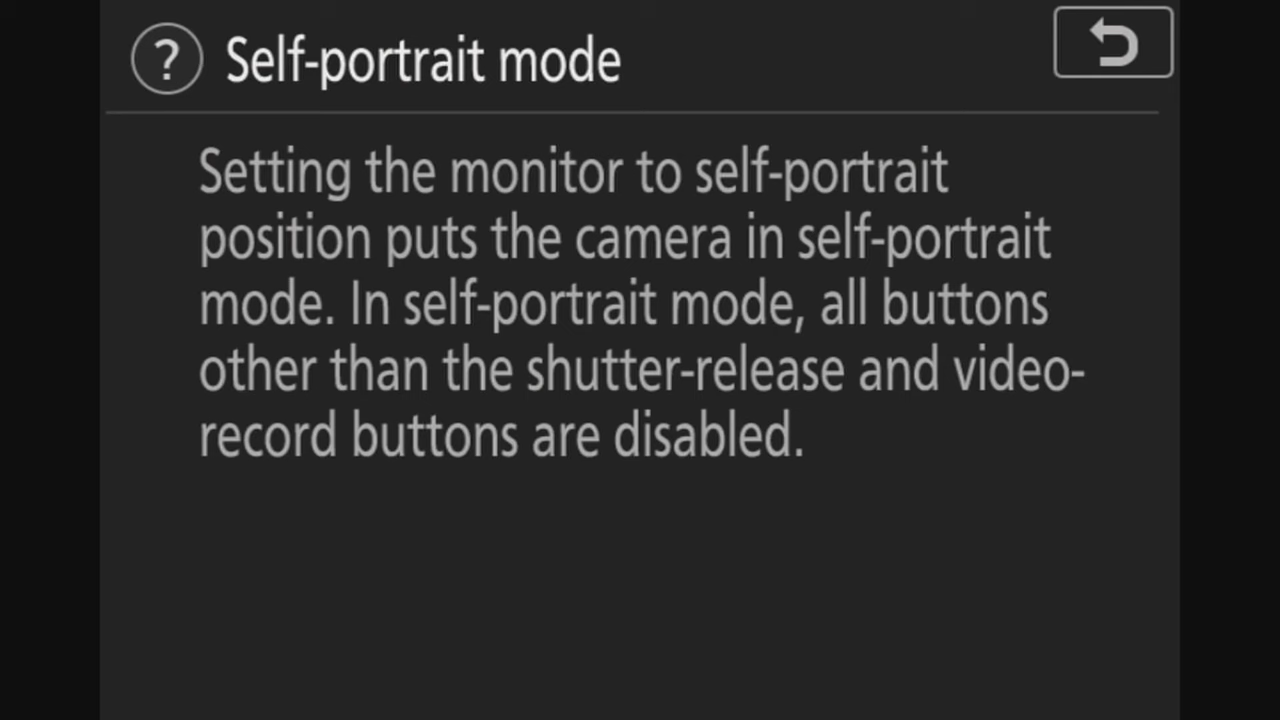 ? Self-portrait mode
Setting the monitor to self-portrait
position puts the camera in self-portrait
mode. In self-portrait mode, all buttons
other than the shutter-release and video-
record buttons are disabled.